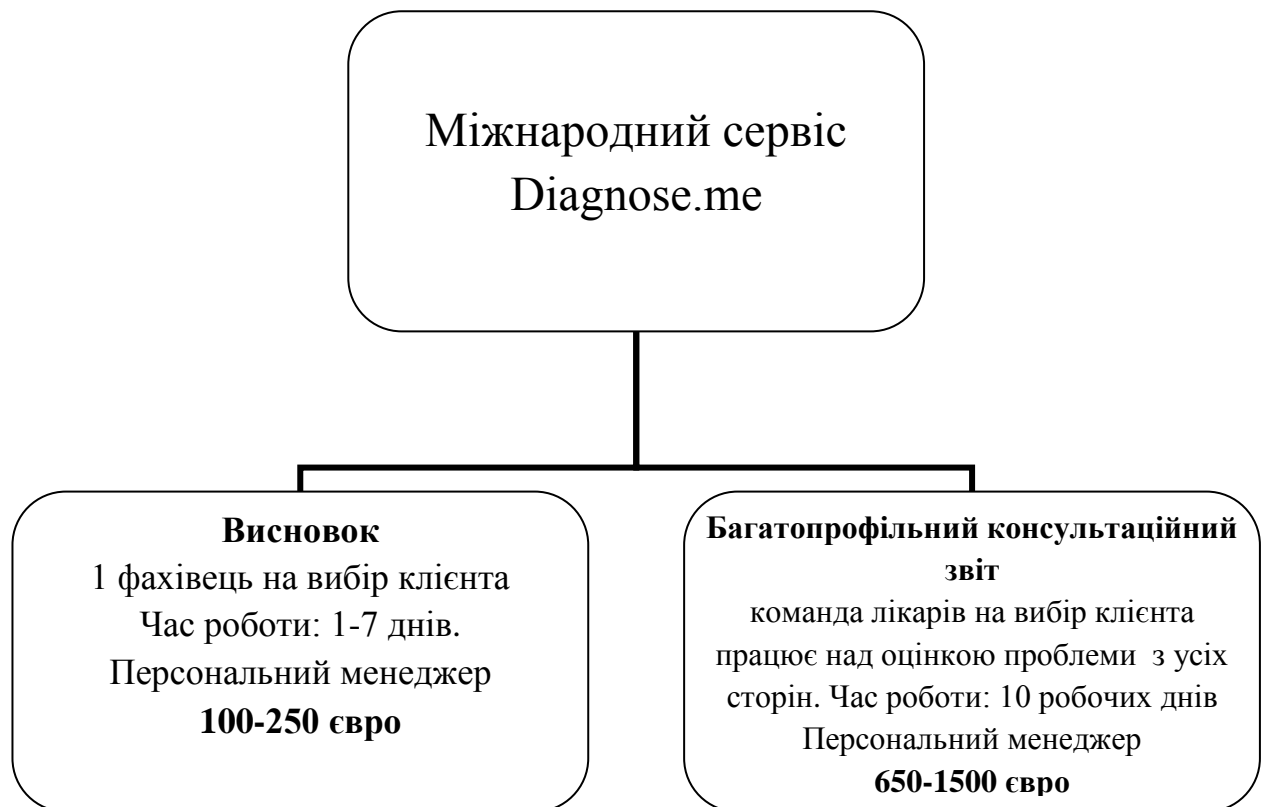 Міжнародний сервіс
Diagnose.me
Висновок
1 фахівець на вибір клієнта
Час роботи: 1-7 днів.
Персональний менеджер
100-250 євро
Багатопрофільний консультаційний
звіт
команда лікарів на вибір клієнта
працює над оцінкою проблеми з усіх
сторін. Час роботи: 10 робочих днів
Персональний менеджер
650-1500 євро